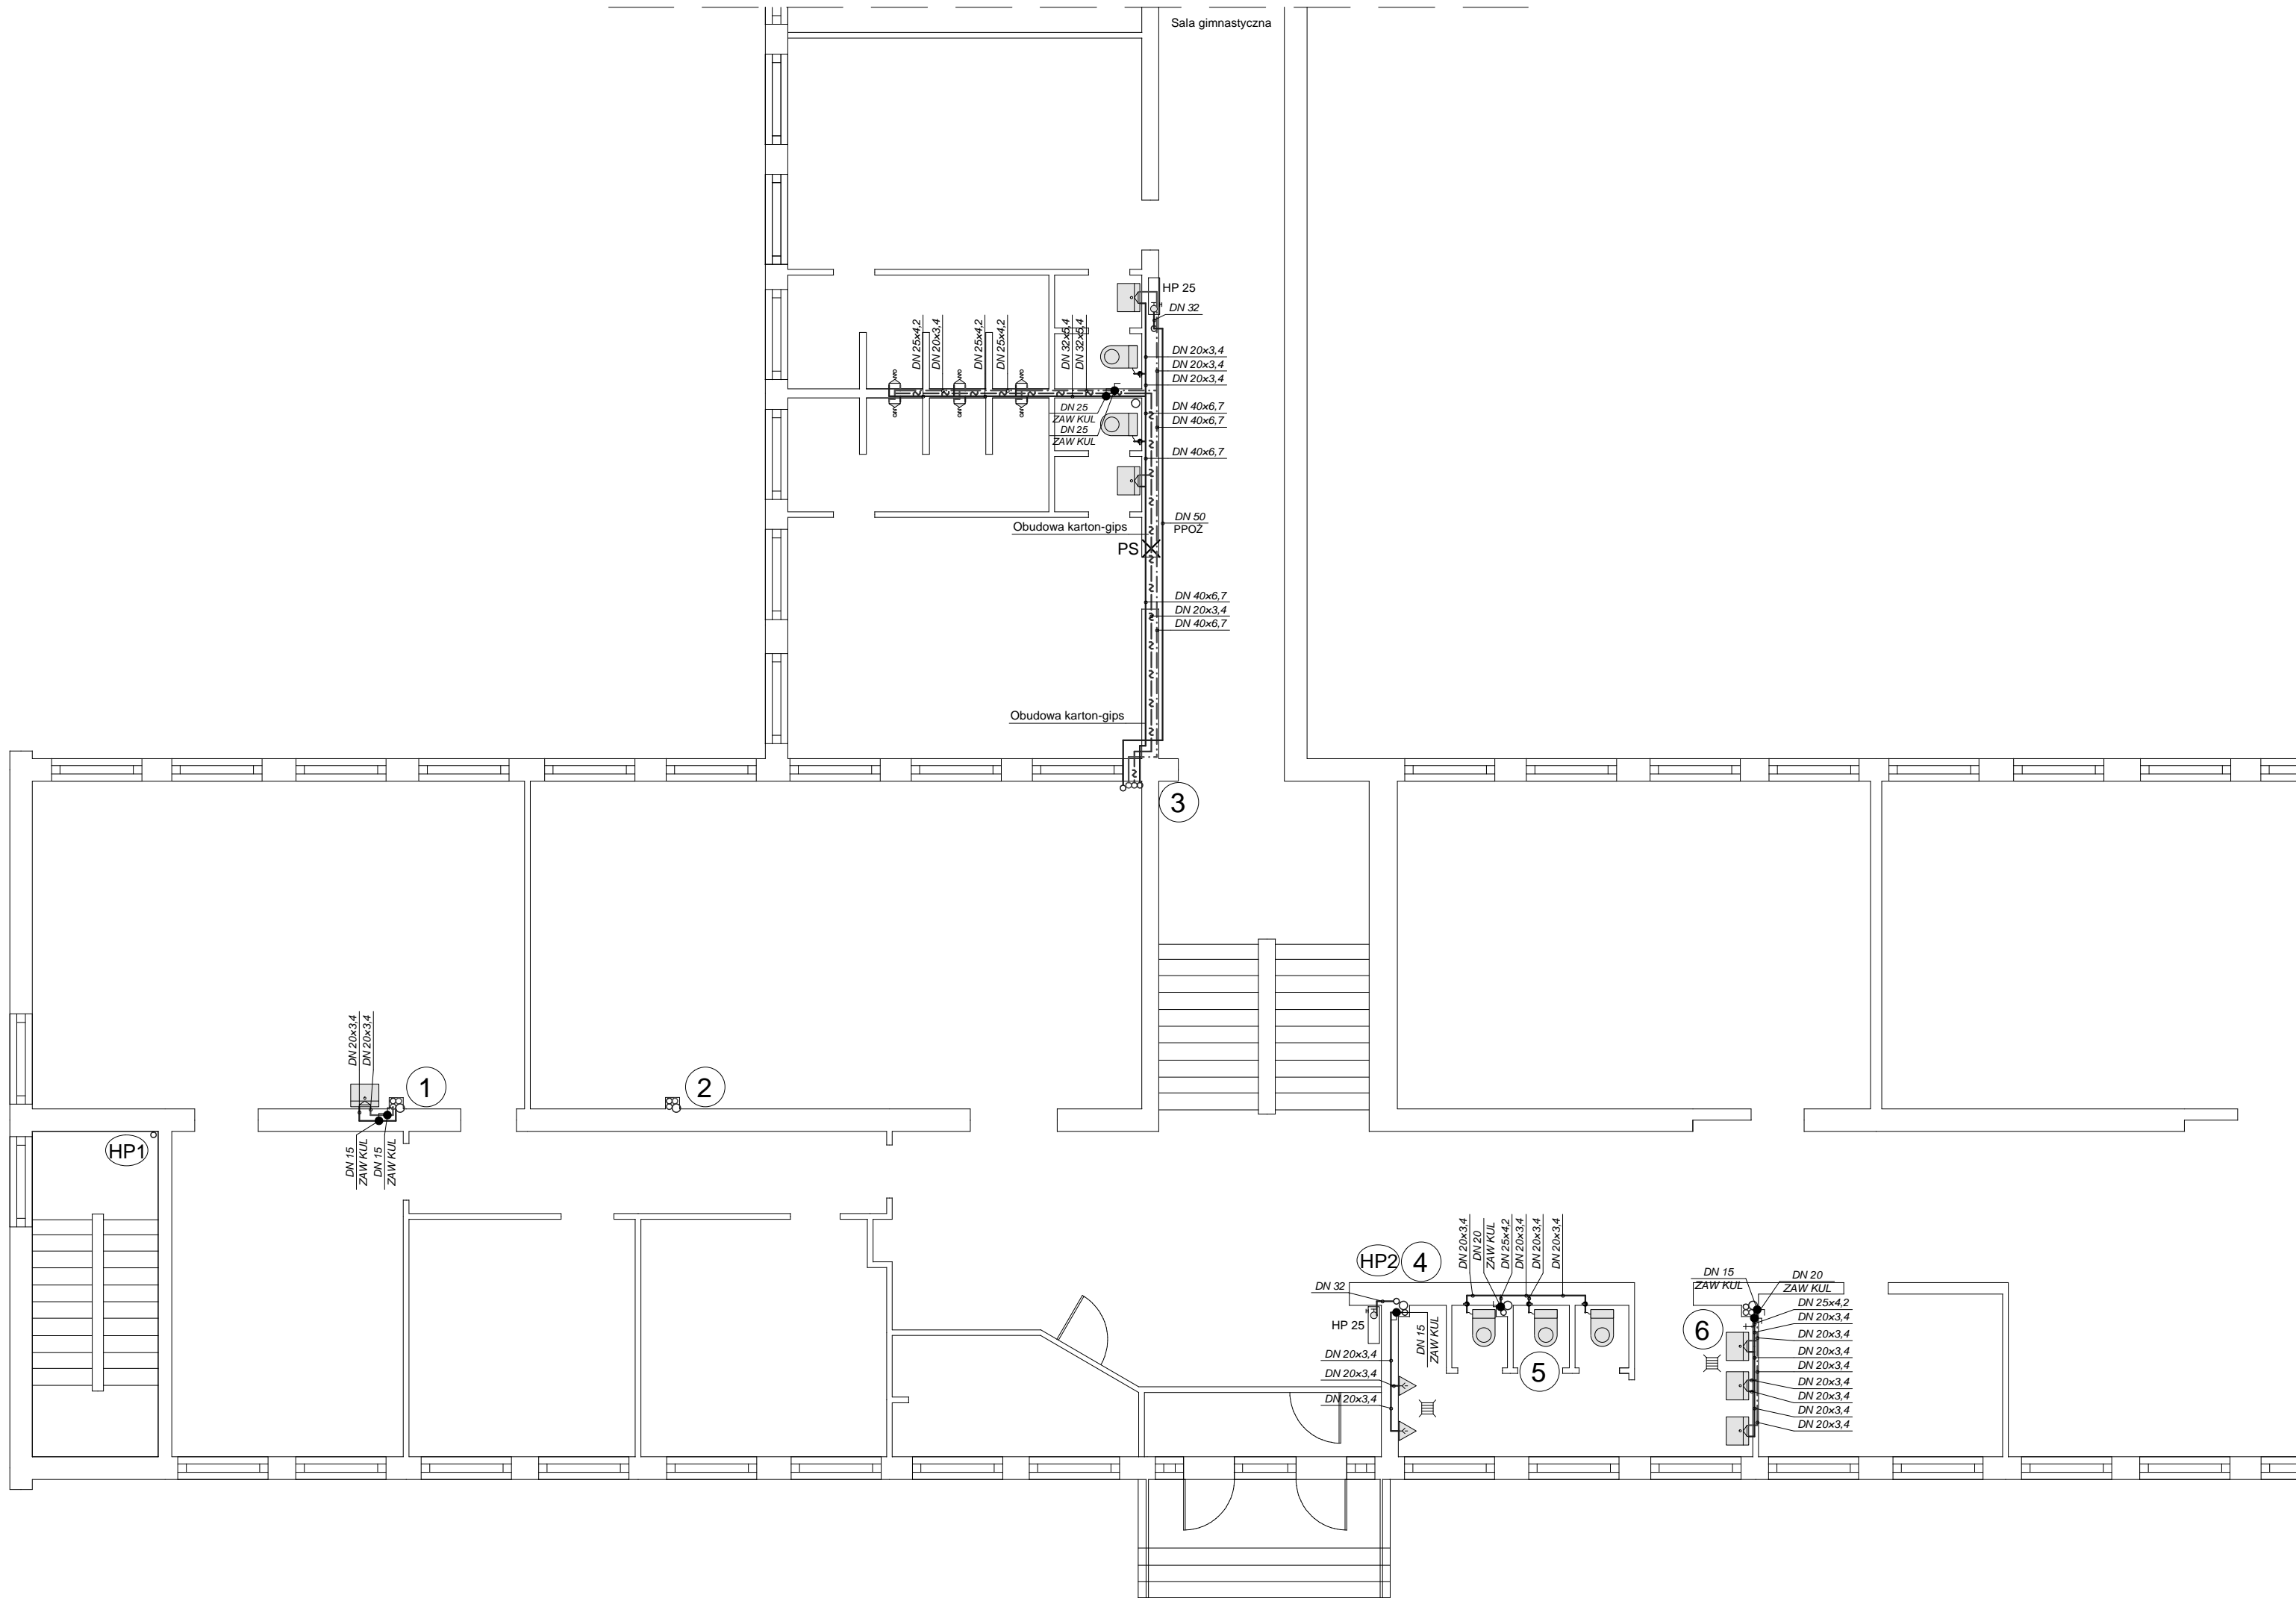 Sala gimnastyczna
HP 25
DN 32
DN 25x4,2
DN 20x3,4
DN 25x4,2
DN 25x4,2
DN 32x5,4
DN 32x5,4
DN 20x3,4
DN 20x3,4
DN 20x3,4
DN 25
ZAW KUL
DN 25
ZAW KUL
DN 40x6,7
DN 40x6,7
DN 40x6,7
DN 50
PPOŻ
Obudowa karton-gips
PS
DN 40x6,7
DN 20x3,4
DN 40x6,7
Obudowa karton-gips
3
DN 20x3,4
DN 20x3,4
1
2
HP1
DN 15
ZAW KUL
DN 15
ZAW KUL
HP2
4
DN 32
HP 25
DN 15
ZAW KUL
DN 20x3,4
DN 20x3,4
DN 20x3,4
DN 20x3,4
DN 20
ZAW KUL
DN 25x4,2
DN 20x3,4
DN 20x3,4
DN 20x3,4
5
DN 15
ZAW KUL
DN 20
ZAW KUL
6
DN 25x4,2
DN 20x3,4
DN 20x3,4
DN 20x3,4
DN 20x3,4
DN 20x3,4
DN 20x3,4
DN 20x3,4